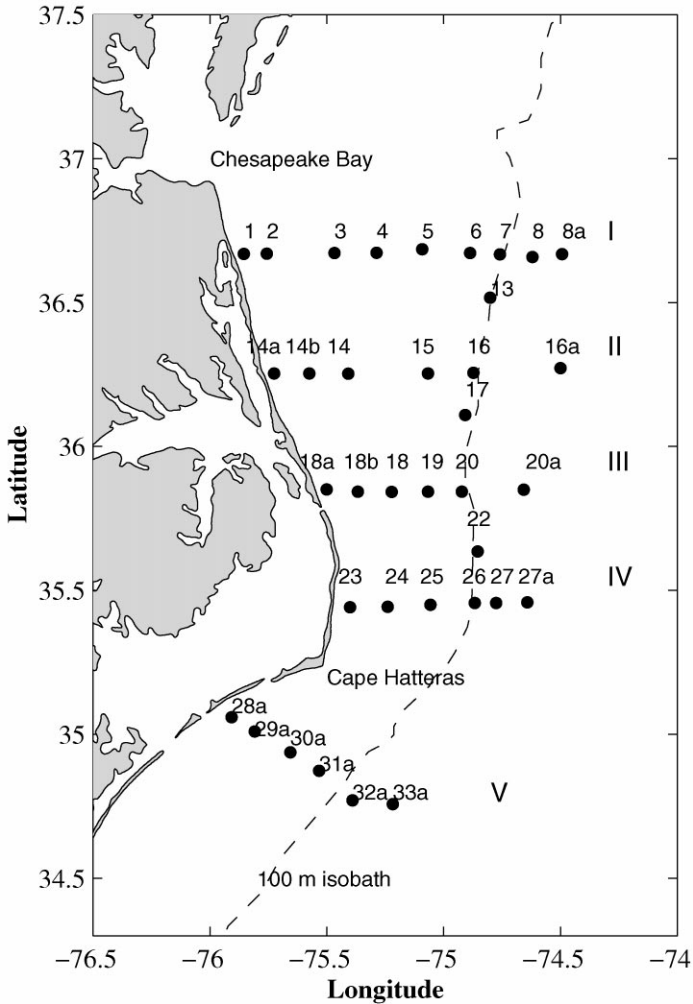 37.5
Chesapeake Bay
37
1 2 3 4 5 6 7 8 8a I
13
36.5
14a 14b 14 15 16 16a II
17
36
18a 18b 18 19 20 20a III
22
35.5
23 24 25 26 27 27a IV
Cape Hatteras
28a
29a
30a
35
31a
32a 33a V
34.5
100 m isobath
−76.5 −76 −75.5 −75 −74.5 −74
Longitude
Latitude